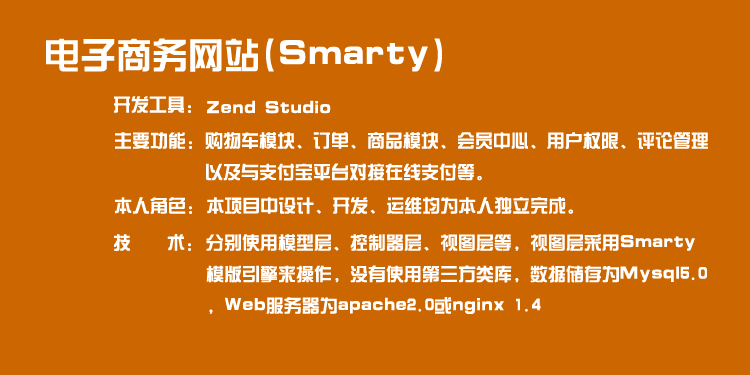 电子商务网站(Smarty)
开发工具：Zend Studio
主要功能：购物车模块、订单、商品模块、会员中心、用户权限、评论管理
以及与支付宝平台对接在线支付等。
本人角色：本项目中设计、开发、运维均为本人独立完成。
技　　术：分别使用模型层、控制器层、视图层等，视图层采用Smarty
模版引擎来操作，没有使用第三方类库，数据储存为Mysql5.0
，Web服务器为apache2.0或nginx 1.4